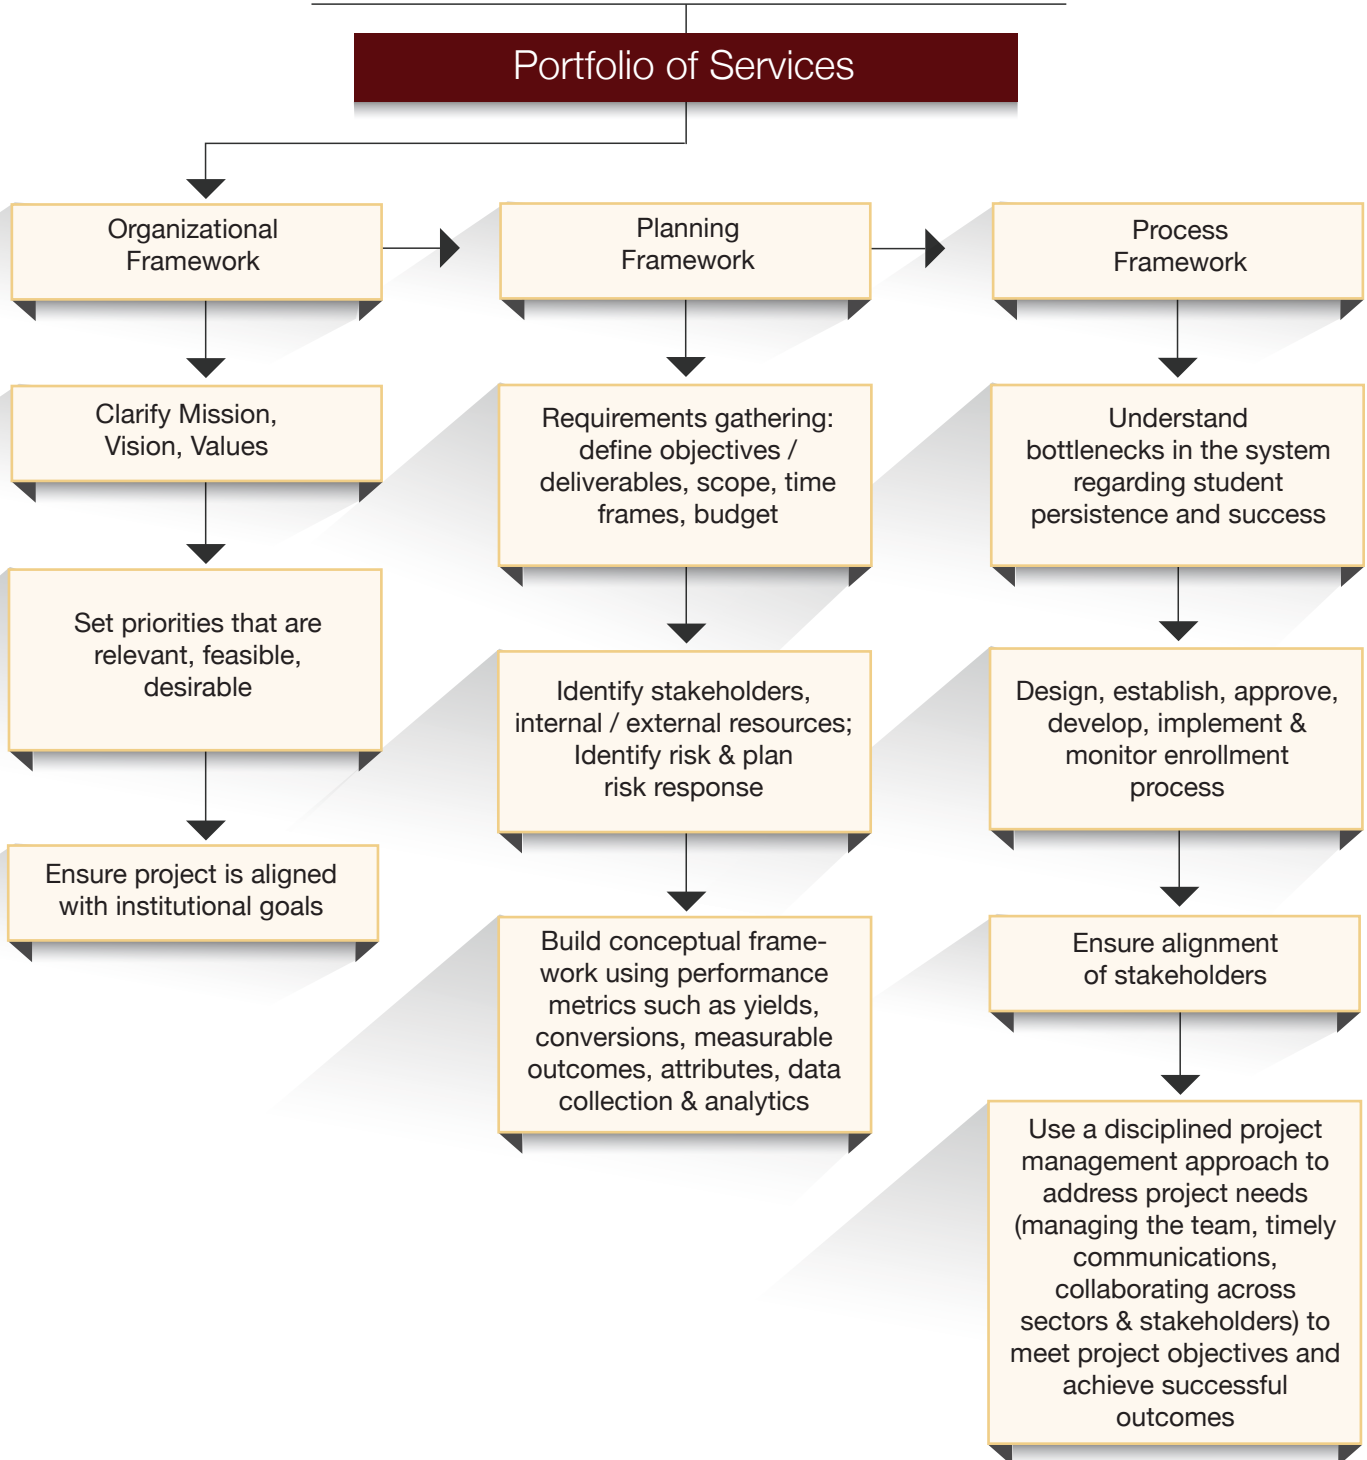 Portfolio of Services
Organizational
Framework
Clarify Mission,
Vision, Values
Set priorities that are
relevant, feasible,
desirable
Ensure project is aligned
with institutional goals
Planning
Framework
Requirements gathering:
define objectives /
deliverables, scope, time
frames, budget
Identify stakeholders,
internal / external resources;
Identify risk & plan
risk response
Build conceptual frame-
work using performance
metrics such as yields,
conversions, measurable
outcomes, attributes, data
collection & analytics
Process
Framework
Understand
bottlenecks in the system
regarding student
persistence and success
Design, establish, approve,
develop, implement &
monitor enrollment
process
Ensure alignment
of stakeholders
Use a disciplined project
management approach to
address project needs
(managing the team, timely
communications,
collaborating across
sectors & stakeholders) to
meet project objectives and
achieve successful
outcomes